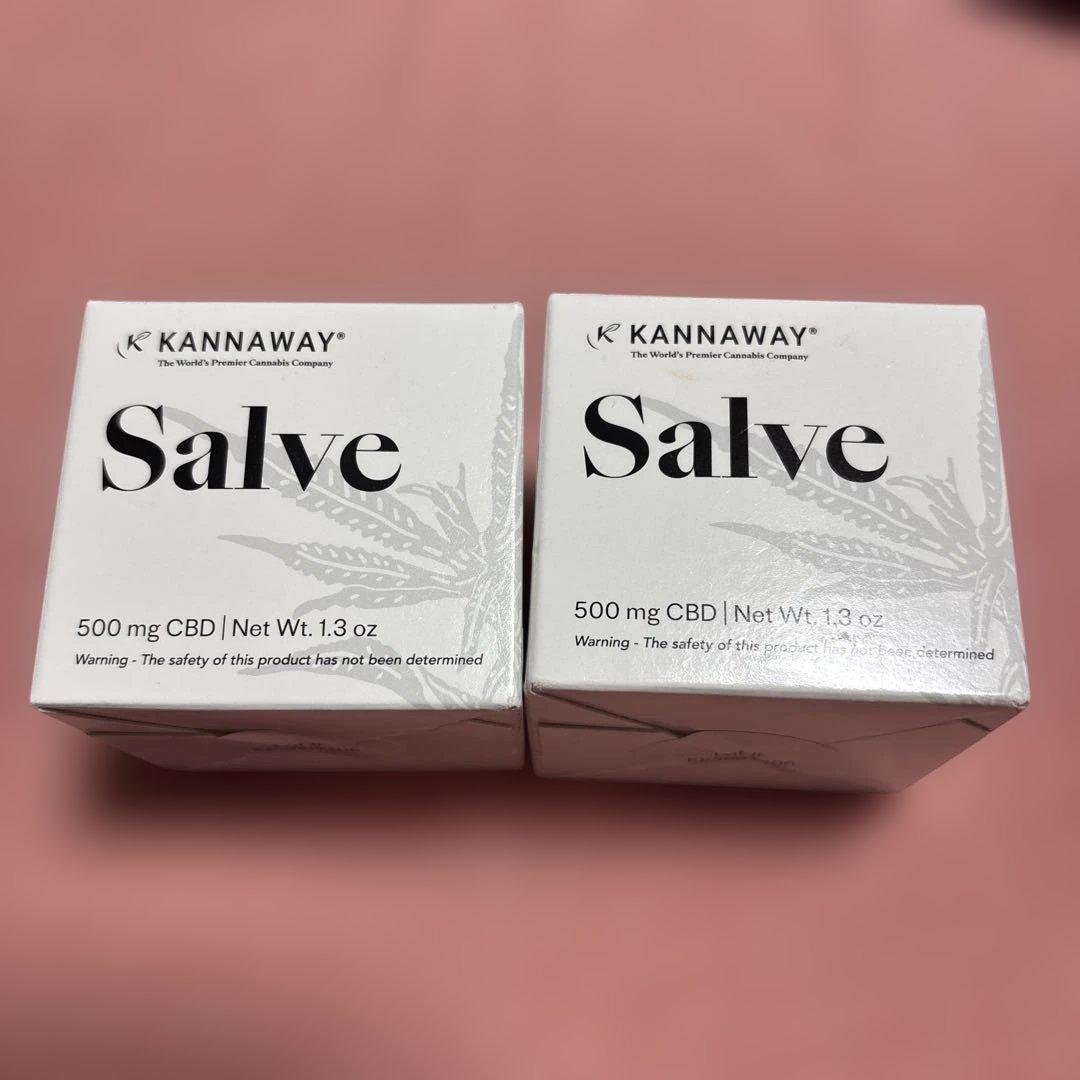 KANNAWAY®
The World's Premier Cannabis Company
Salve
500 mg CBD | Net Wt. 1.3 oz
Warning - The safety of this product has not been determined
KANNAWAY®
The World's Premier Cannabis Company
Salve
500 mg CBD | Net Wt. 1.3 oz
Warning - The safety of this product has not been determined